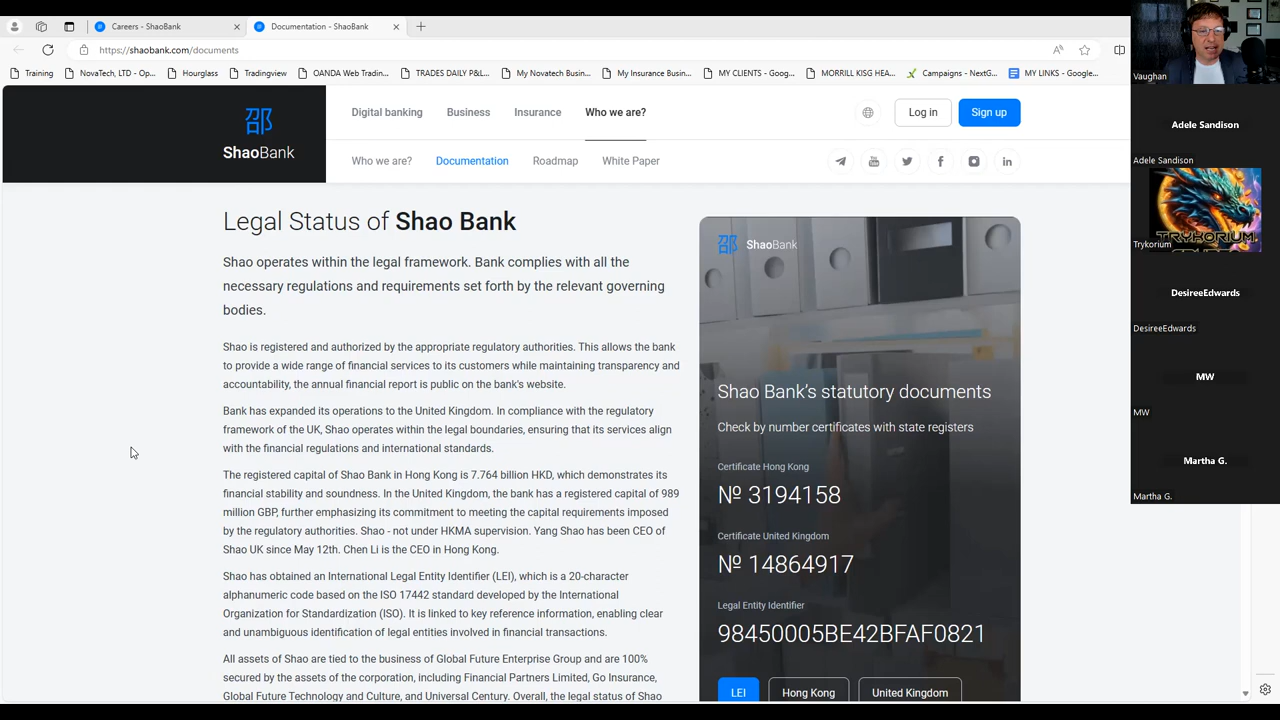 Careers - ShaoBank
Documentation - ShaoBank
https://shaobank.com/documents
Training
NovaTech, LTD - Op...
Hourglass
Tradingview
OANDA Web Tradin...
TRADES DAILY P&L...
My Novatech Busin...
My Insurance Busin...
MY CLIENTS - Goog...
MORRILL KISG HEA...
Campaigns - NextG...
MY LINKS - Google...
邵
ShaoBank
Digital banking
Business
Insurance
Who we are?
Log in
Sign up
Who we are?
Documentation
Roadmap
White Paper
Legal Status of Shao Bank
Shao operates within the legal framework. Bank complies with all the
necessary regulations and requirements set forth by the relevant governing
bodies.
Shao is registered and authorized by the appropriate regulatory authorities. This allows the bank
to provide a wide range of financial services to its customers while maintaining transparency and
accountability, the annual financial report is public on the bank's website.
Bank has expanded its operations to the United Kingdom. In compliance with the regulatory
framework of the UK, Shao operates within the legal boundaries, ensuring that its services align
with the financial regulations and international standards.
The registered capital of Shao Bank in Hong Kong is 7.764 billion HKD, which demonstrates its
financial stability and soundness. In the United Kingdom, the bank has a registered capital of 989
million GBP, further emphasizing its commitment to meeting the capital requirements imposed
by the regulatory authorities. Shao - not under HKMA supervision. Yang Shao has been CEO of
Shao UK since May 12th. Chen Li is the CEO in Hong Kong.
Shao has obtained an International Legal Entity Identifier (LEI), which is a 20-character
alphanumeric code based on the ISO 17442 standard developed by the International
Organization for Standardization (ISO). It is linked to key reference information, enabling clear
and unambiguous identification of legal entities involved in financial transactions.
All assets of Shao are tied to the business of Global Future Enterprise Group and are 100%
secured by the assets of the corporation, including Financial Partners Limited, Go Insurance,
Global Future Technology and Culture, and Universal Century. Overall, the legal status of Shao
邵 ShaoBank
Shao Bank's statutory documents
Check by number certificates with state registers
Certificate Hong Kong
№ 3194158
Certificate United Kingdom
№ 14864917
Legal Entity Identifier
98450005BE42BFAF0821
LEI
Hong Kong
United Kingdom
Vaughan
Adele Sandison
Adele Sandison
TRYKORIUM
Trykorium
DesireeEdwards
DesireeEdwards
MW
MW
Martha G.
Martha G.